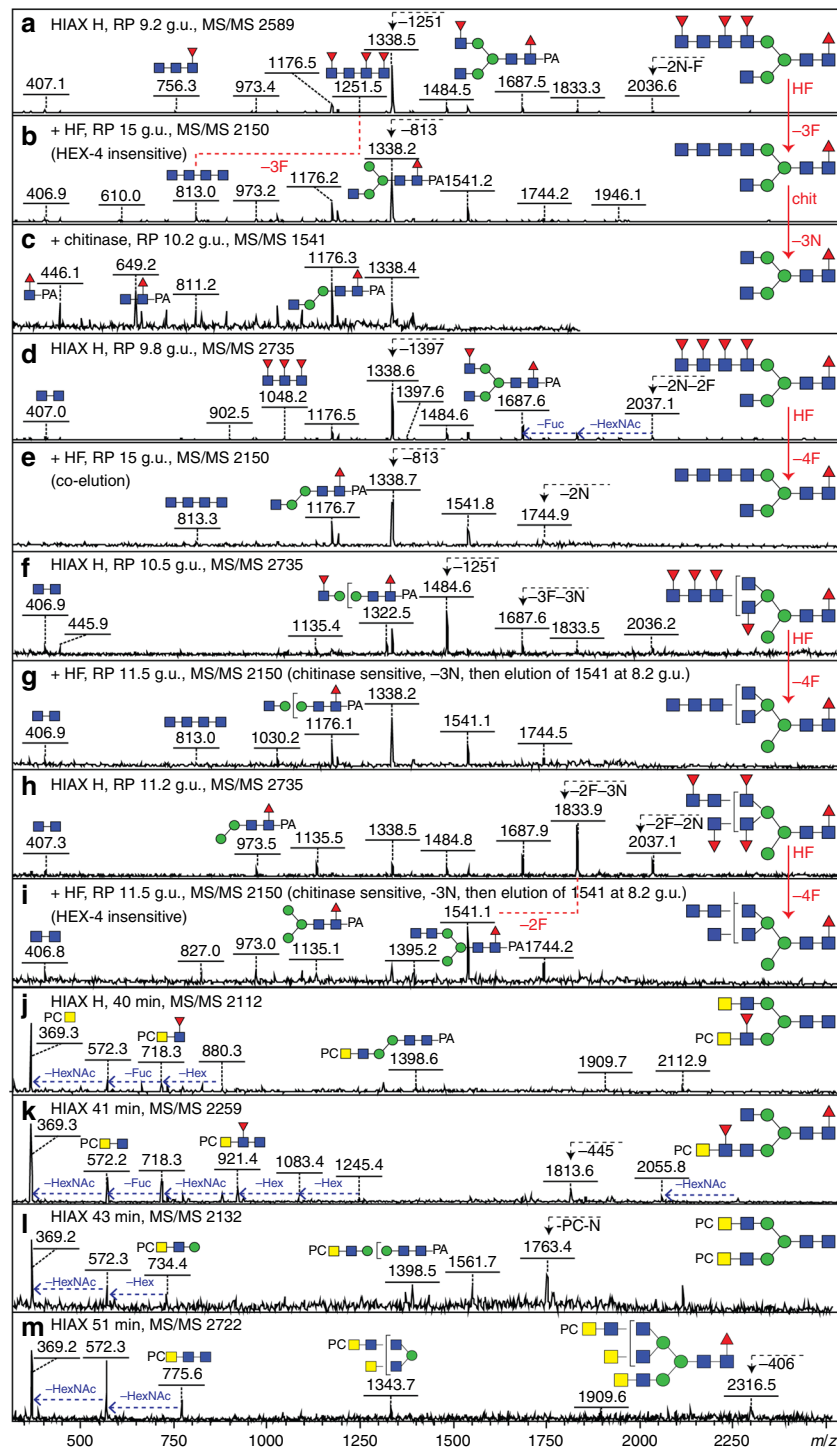 a HIAX H, RP 9.2 g.u., MS/MS 2589
–1251
407.1 756.3 973.4 1176.5 1251.5 1338.5 1484.5 1687.5 1833.3 2036.6
PA
–2N-F
HF
–3F
b + HF, RP 15 g.u., MS/MS 2150
(HEX-4 insensitive)
–3F
–813
406.9 610.0 813.0 973.2 1176.2 1338.2 1541.2 1744.2 1946.1
PA
chit
–3N
c + chitinase, RP 10.2 g.u., MS/MS 1541
446.1 649.2 811.2 1176.3 1338.4
PA PA PA
d HIAX H, RP 9.8 g.u., MS/MS 2735
–1397
407.0 902.5 1048.2 1176.5 1338.6 1397.6 1484.6 1687.6 2037.1
PA
–2N–2F
–Fuc –HexNAc
HF
–4F
e + HF, RP 15 g.u., MS/MS 2150
(co-elution)
–813
813.3 1176.7 1338.7 1541.8 1744.9
PA
–2N
f HIAX H, RP 10.5 g.u., MS/MS 2735
–1251
406.9 445.9 1135.4 1322.5 1484.6 1687.6 1833.5 2036.2
PA
–3F–3N
HF
–4F
g + HF, RP 11.5 g.u., MS/MS 2150 (chitinase sensitive, –3N, then elution of 1541 at 8.2 g.u.)
406.9 813.0 1030.2 1176.1 1338.2 1541.1 1744.5
PA
h HIAX H, RP 11.2 g.u., MS/MS 2735
–2F–3N
407.3 973.5 1135.5 1338.5 1484.8 1687.9 1833.9 2037.1
PA
–2F–2N
HF
–4F
i + HF, RP 11.5 g.u., MS/MS 2150 (chitinase sensitive, -3N, then elution of 1541 at 8.2 g.u.)
(HEX-4 insensitive)
–2F
406.8 827.0 973.0 1135.1 1395.2 1541.1 1744.2
PA PA
j HIAX H, 40 min, MS/MS 2112
PC
369.3 572.3 718.3 880.3 1398.6 1909.7 2112.9
PC PC PA PC
–HexNAc –Fuc –Hex
k HIAX 41 min, MS/MS 2259
369.3 572.2 718.3 921.4 1083.4 1245.4 1813.6 2055.8
PC PC PC
–445
–HexNAc –Fuc –HexNAc –Hex –Hex –HexNAc
l HIAX 43 min, MS/MS 2132
-PC-N
369.2 572.3 734.4 1398.5 1561.7 1763.4
PC PC PA PC PC
–HexNAc –Hex
m HIAX 51 min, MS/MS 2722
369.2 572.3 775.6 1343.7 1909.6 2316.5
PC PC PC PC PC PC
–406
–HexNAc –HexNAc
500 750 1000 1250 1500 1750 2000 2250 m/z